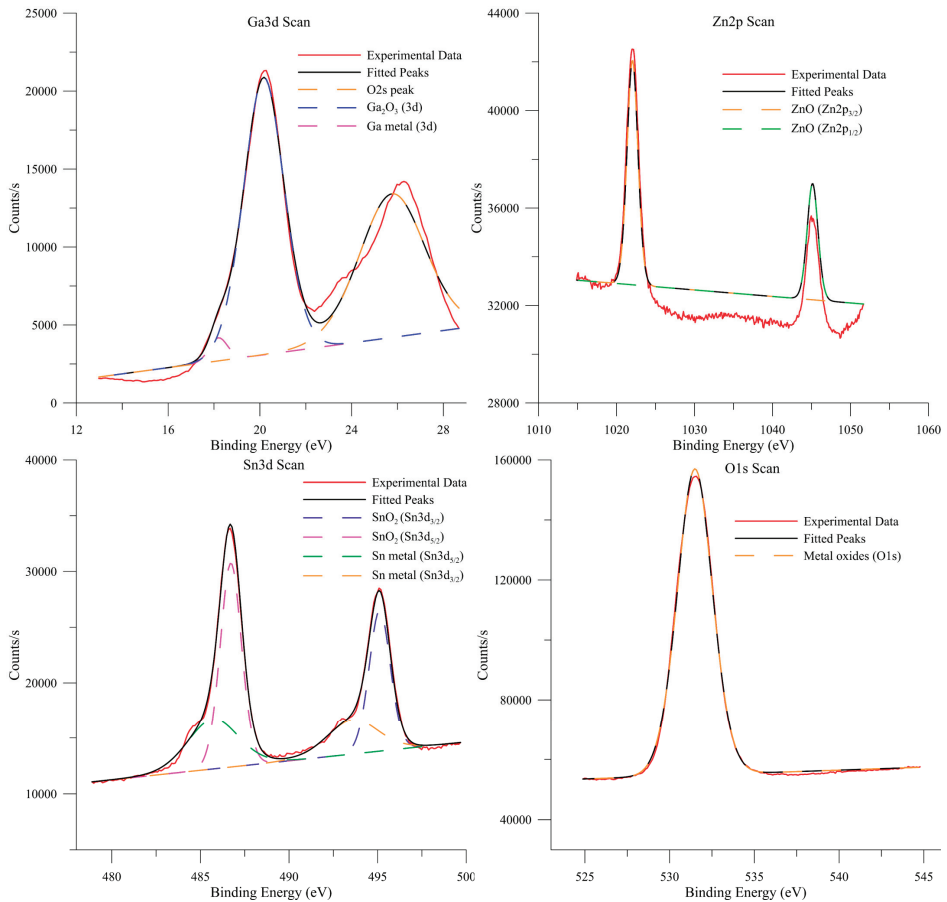 Ga3d Scan
25000
20000
15000
10000
5000
0
Counts/s
Experimental Data
Fitted Peaks
O2s peak
Ga₂O₃ (3d)
Ga metal (3d)
12 16 20 24 28
Binding Energy (eV)
Zn2p Scan
44000
40000
36000
32000
28000
Counts/s
Experimental Data
Fitted Peaks
ZnO (Zn2p₃/₂)
ZnO (Zn2p₁/₂)
1010 1020 1030 1040 1050 1060
Binding Energy (eV)
Sn3d Scan
40000
30000
20000
10000
Counts/s
Experimental Data
Fitted Peaks
SnO₂ (Sn3d₃/₂)
SnO₂ (Sn3d₅/₂)
Sn metal (Sn3d₅/₂)
Sn metal (Sn3d₃/₂)
480 485 490 495 500
Binding Energy (eV)
O1s Scan
160000
120000
80000
40000
Counts/s
Experimental Data
Fitted Peaks
Metal oxides (O1s)
525 530 535 540 545
Binding Energy (eV)